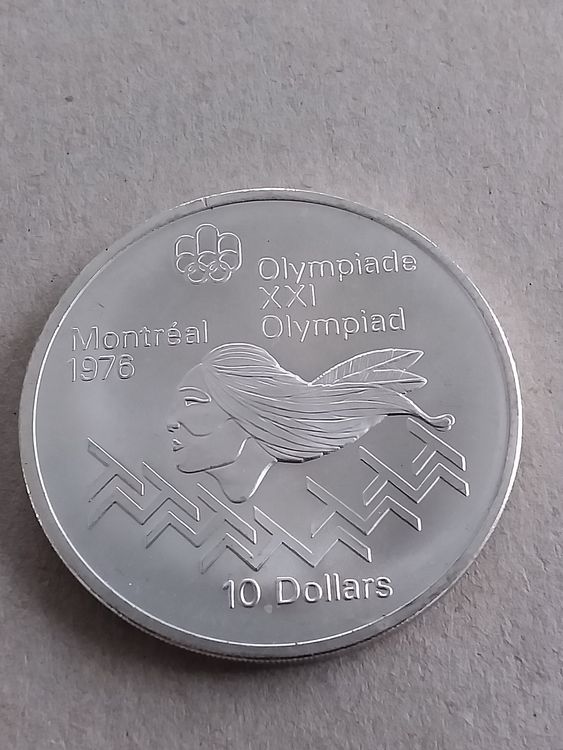 Olympiade
XXI
Olympiad
Montréal
1976
10 Dollars